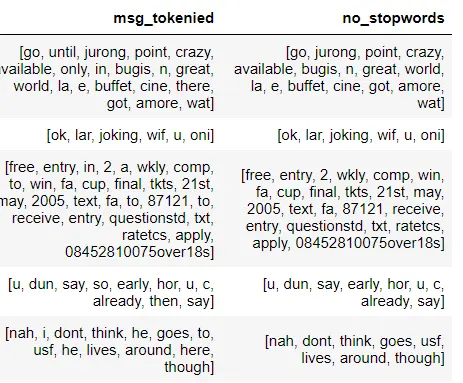 msg_tokenied no_stopwords
[go, until, jurong, point, crazy,
available, only, in, bugis, n, great,
world, la, e, buffet, cine, there,
got, amore, wat]
[go, jurong, point, crazy,
available, bugis, n, great, world,
la, e, buffet, cine, got, amore,
wat]
[ok, lar, joking, wif, u, oni]
[ok, lar, joking, wif, u, oni]
[free, entry, in, 2, a, wkly, comp,
to, win, fa, cup, final, tkts, 21st,
may, 2005, text, fa, to, 87121, to,
receive, entry, questionstd, txt,
ratetcs, apply,
08452810075over18s]
[free, entry, 2, wkly, comp, win,
fa, cup, final, tkts, 21st, may,
2005, text, fa, 87121, receive,
entry, questionstd, txt, ratetcs,
apply, 08452810075over18s]
[u, dun, say, so, early, hor, u, c,
already, then, say]
[u, dun, say, early, hor, u, c,
already, say]
[nah, i, dont, think, he, goes, to,
usf, he, lives, around, here,
though]
[nah, dont, think, goes, usf,
lives, around, though]